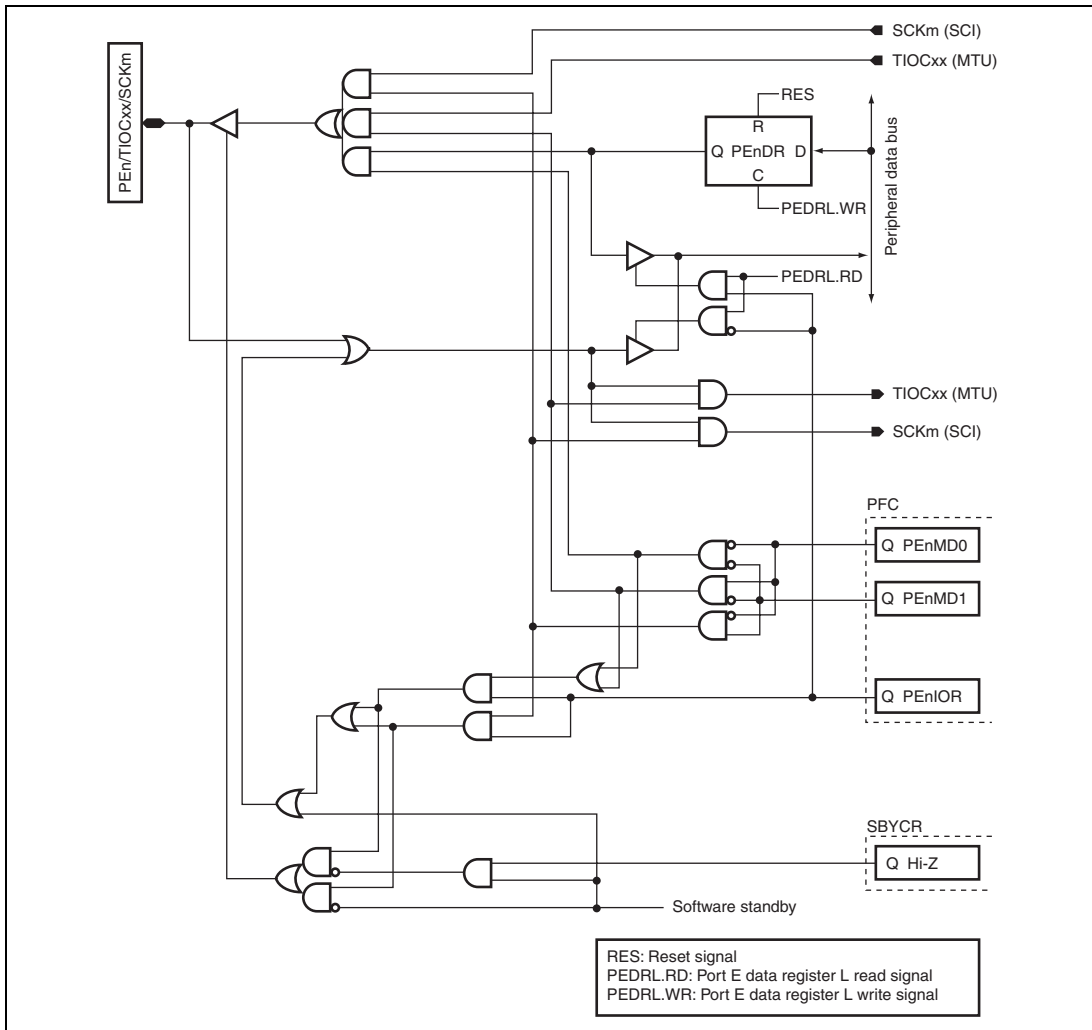 SCKm (SCI)
TIOCxx (MTU)
PEn/TIOCxx/SCKm
RES
R
Q PEnDR D
C
PEDRL.WR
Peripheral data bus
PEDRL.RD
TIOCxx (MTU)
SCKm (SCI)
PFC
Q PEnMD0
Q PEnMD1
Q PEnIOR
SBYCR
Q Hi-Z
Software standby
RES: Reset signal
PEDRL.RD: Port E data register L read signal
PEDRL.WR: Port E data register L write signal